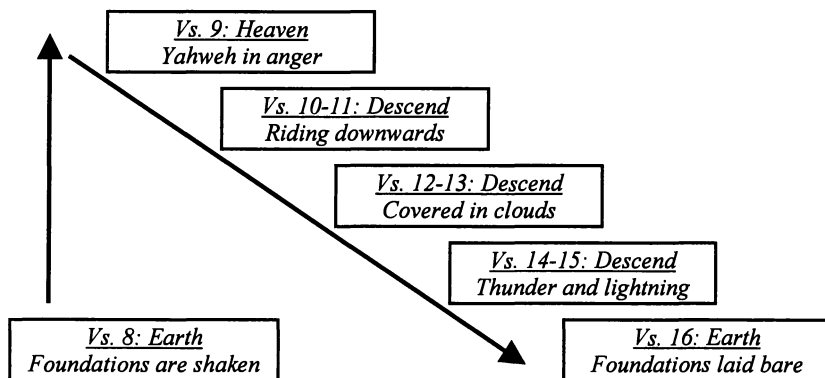 Vs. 9: Heaven
Yahweh in anger
Vs. 10-11: Descend
Riding downwards
Vs. 12-13: Descend
Covered in clouds
Vs. 14-15: Descend
Thunder and lightning
Vs. 8: Earth
Foundations are shaken
Vs. 16: Earth
Foundations laid bare